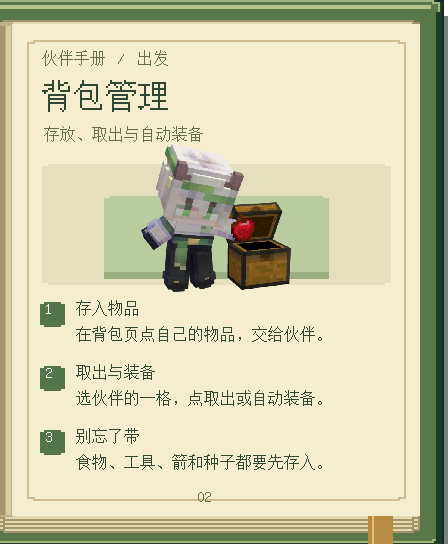 伙伴手册 / 出发
背包管理
存放、取出与自动装备
1 存入物品
在背包页点自己的物品，交给伙伴。
2 取出与装备
选伙伴的一格，点取出或自动装备。
3 别忘了带
食物、工具、箭和种子都要先存入。
02